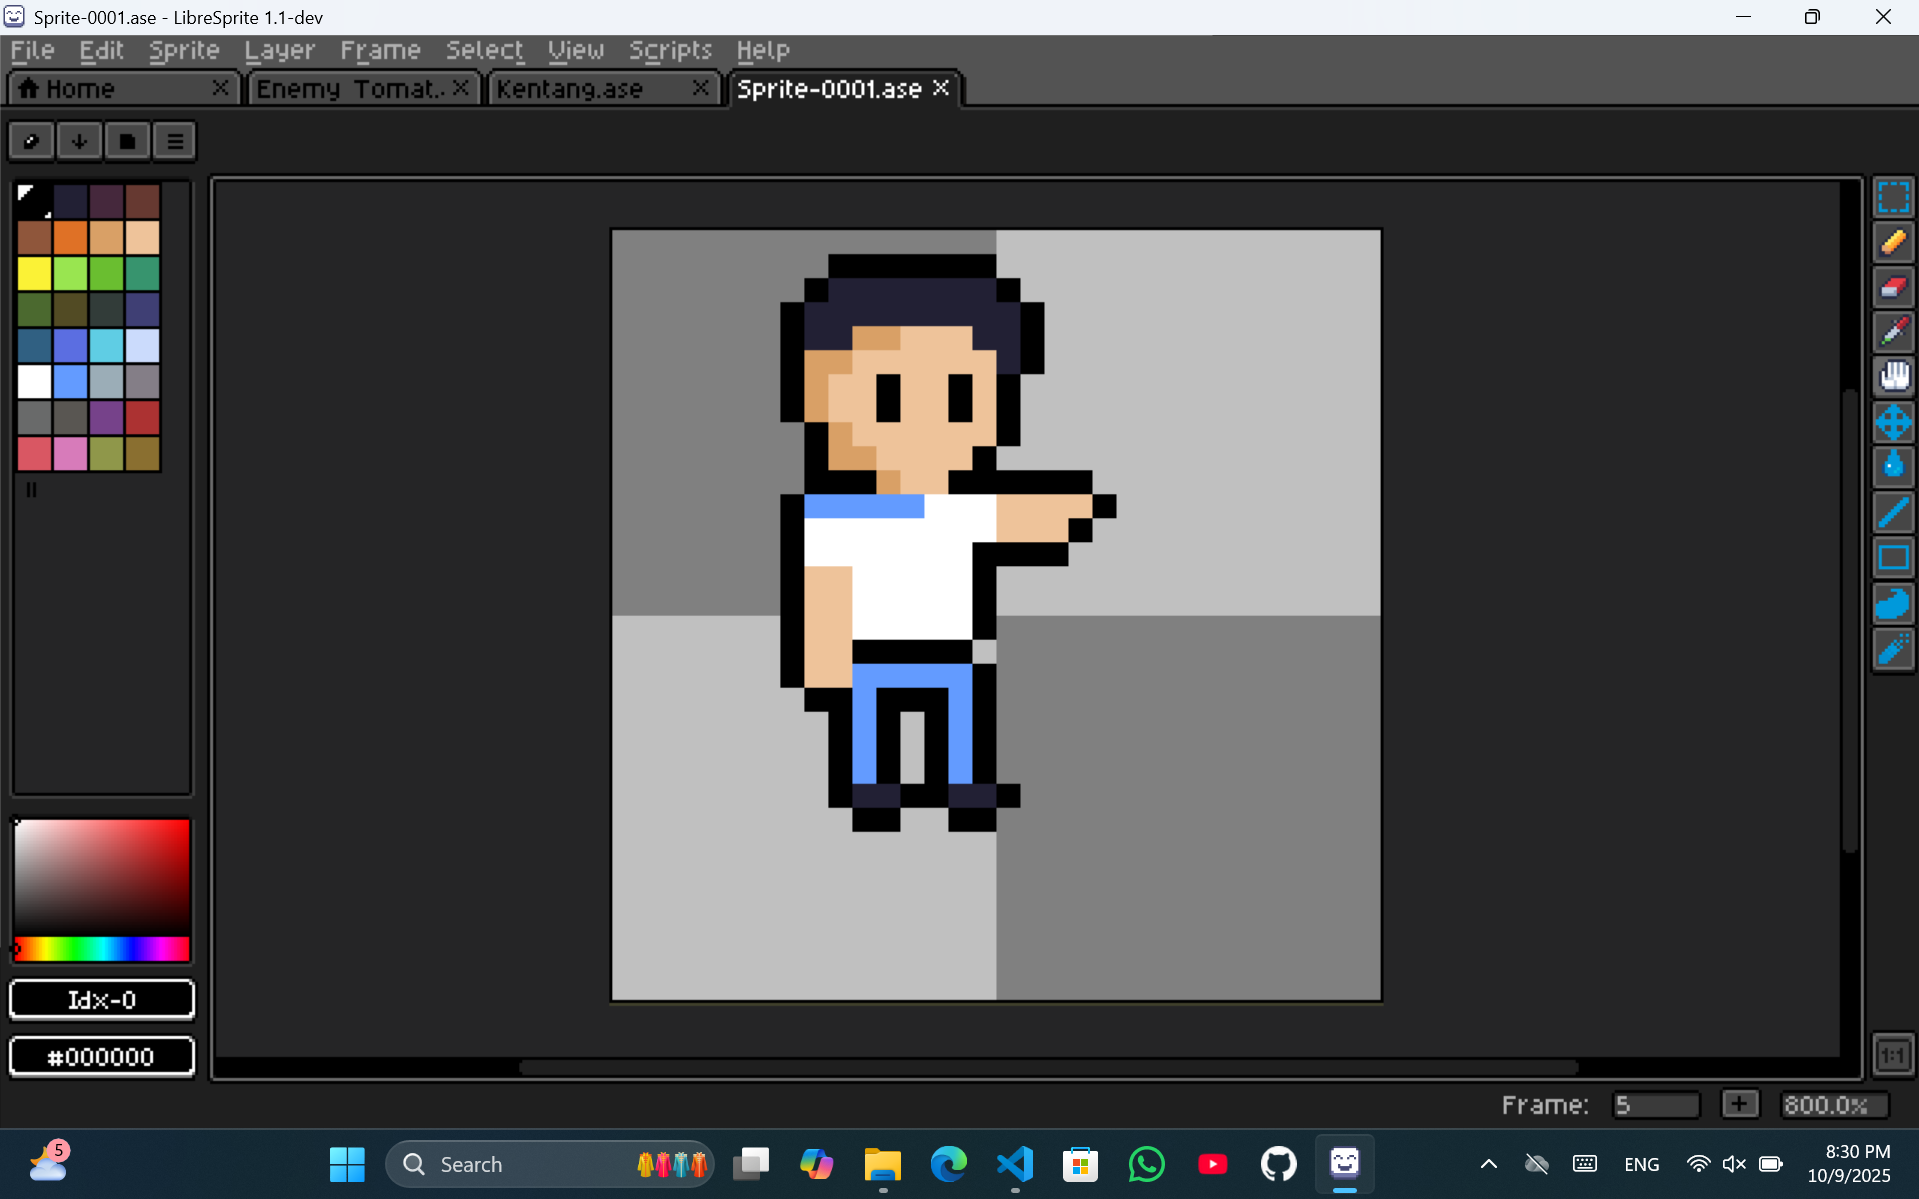 Sprite-0001.ase - LibreSprite 1.1-dev
File Edit Sprite Layer Frame Select View Scripts Help
Home Enemy Tomat.. Kentang.ase Sprite-0001.ase
Idx-0
#000000
1:1
Frame: 5 + 800.0%
5 Search ENG 8:30 PM
10/9/2025